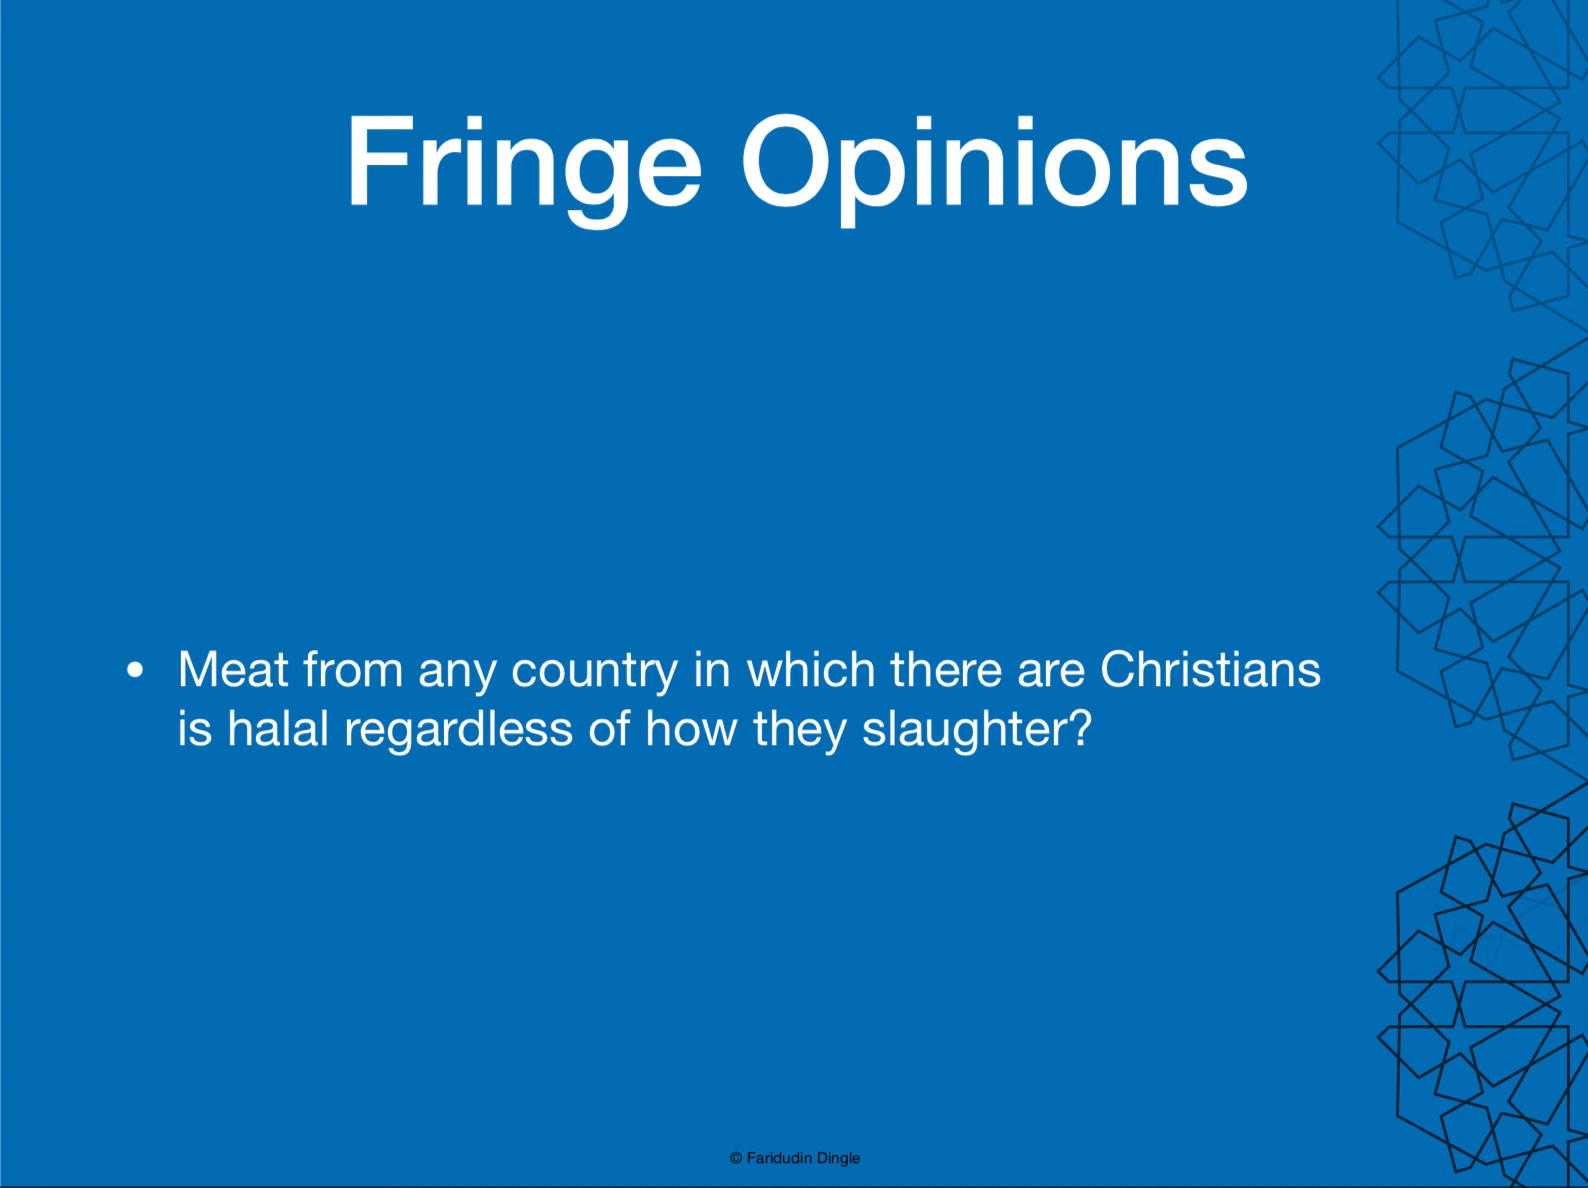 Fringe Opinions
• Meat from any country in which there are Christians
is halal regardless of how they slaughter?
© Faridudin Dingle